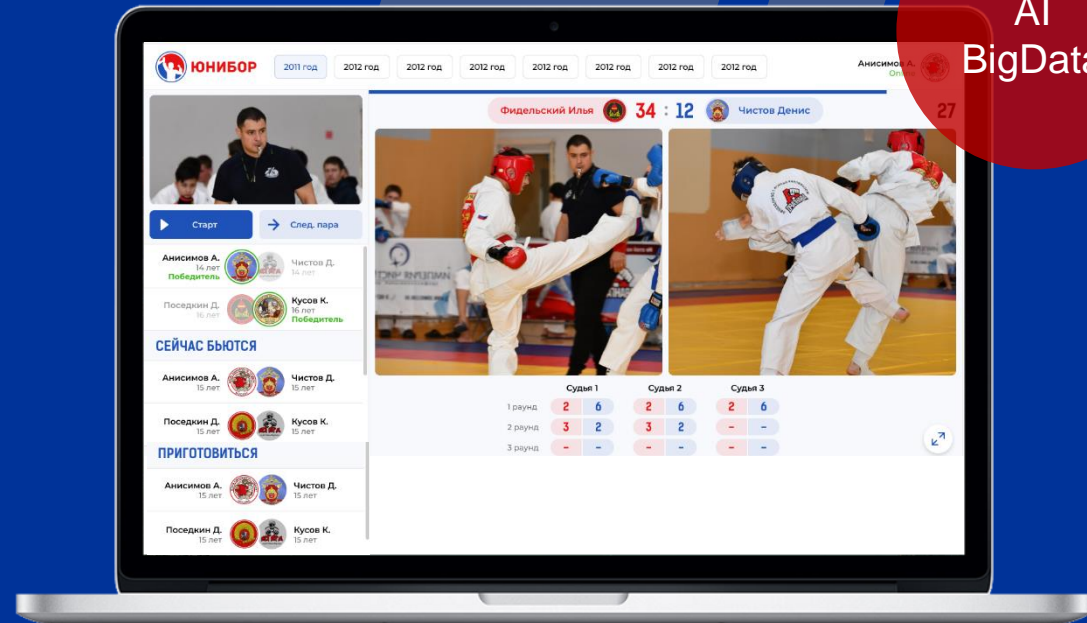 AI
BigData
ЮНИБОР
2011 год 2012 год 2012 год 2012 год 2012 год 2012 год 2012 год 2012 год
Анисимов А.
Online
Фидельский Илья 34 : 12 Чистов Денис
27
Старт
След. пара
Анисимов А.
14 лет
Победитель
Чистов Д.
14 лет
Поседкин Д.
16 лет
Кусов К.
16 лет
Победитель
СЕЙЧАС БЬЮТСЯ
Анисимов А.
15 лет
Чистов Д.
15 лет
Поседкин Д.
15 лет
Кусов К.
15 лет
ПРИГОТОВИТЬСЯ
Анисимов А.
15 лет
Чистов Д.
15 лет
Поседкин Д.
15 лет
Кусов К.
15 лет
Судья 1 Судья 2 Судья 3
1 раунд 2 6 2 6 2 6
2 раунд 3 2 3 2 - -
3 раунд - - - - - -